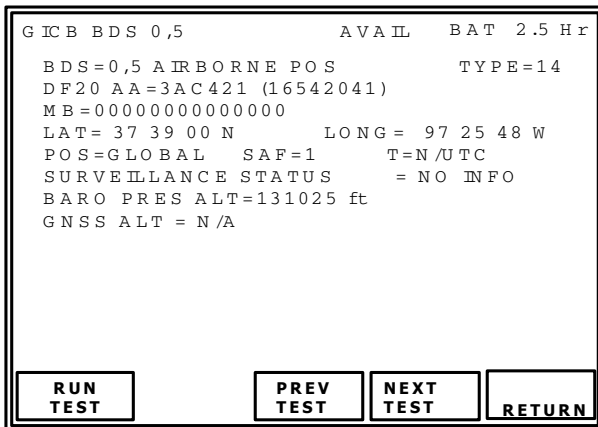 GICB BDS 0,5 AVAIL BAT 2.5 Hr
BDS=0,5 AIRBORNE POS TYPE=14
DF20 AA=3AC421 (16542041)
MB=00000000000000
LAT= 37 39 00 N LONG= 97 25 48 W
POS=GLOBAL SAF=1 T=N/UTC
SURVEILLANCE STATUS = NO INFO
BARO PRES ALT=131025 ft
GNSS ALT = N/A
RUN TEST PREV TEST NEXT TEST RETURN